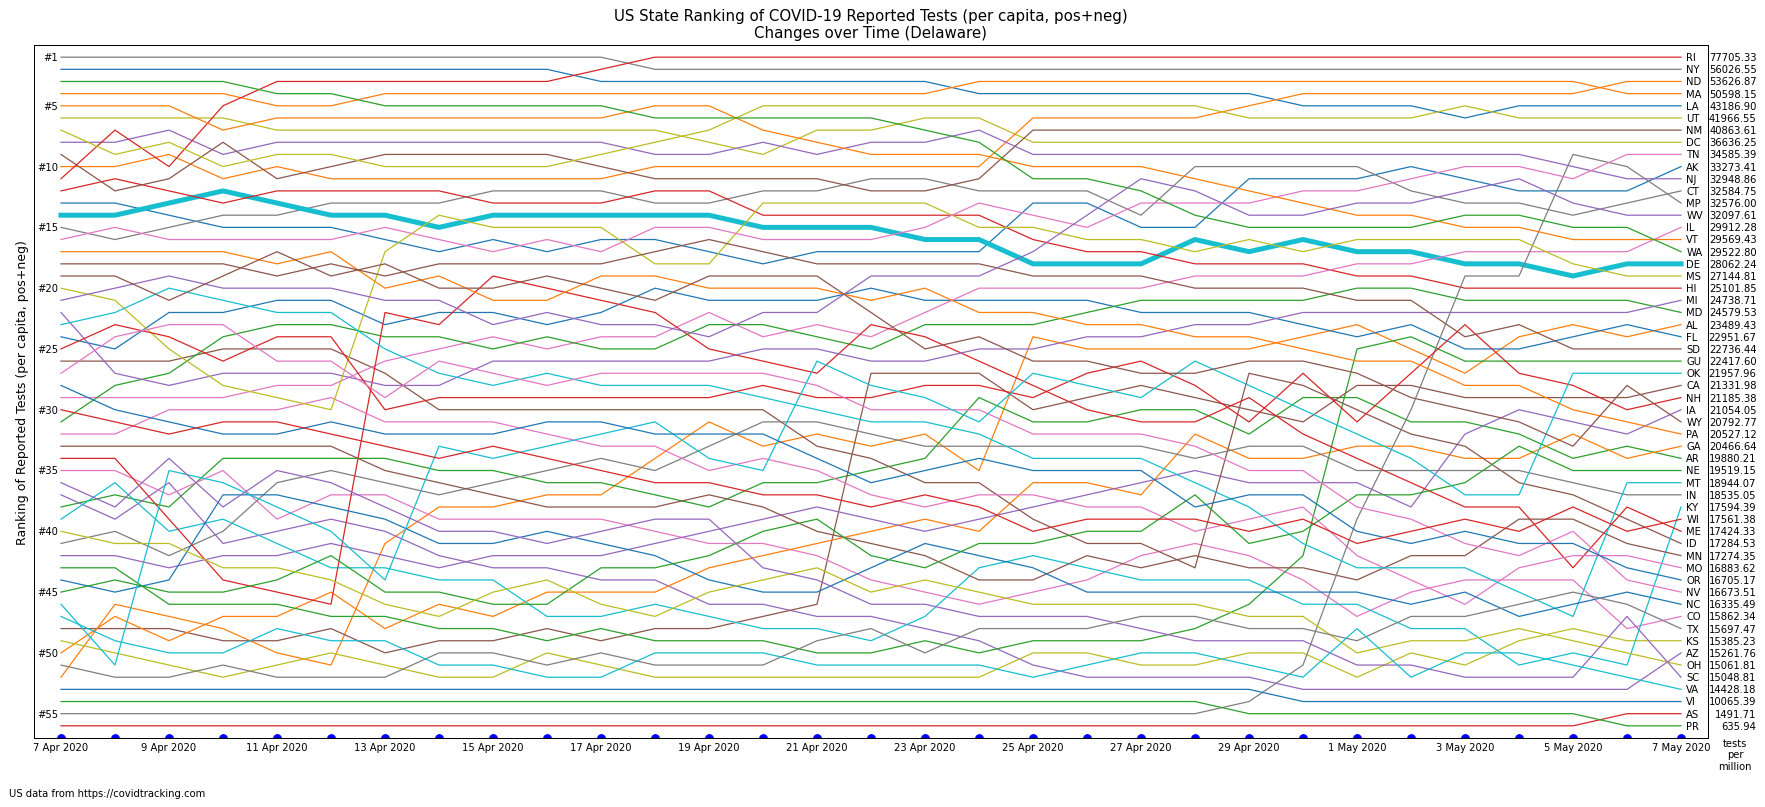 US State Ranking of COVID-19 Reported Tests (per capita, pos+neg)
Changes over Time (Delaware)
Ranking of Reported Tests (per capita, pos+neg)
#1
#5
#10
#15
#20
#25
#30
#35
#40
#45
#50
#55
RI 77705.33
NY 56026.55
ND 53626.87
MA 50598.15
LA 43186.90
UT 41966.55
NM 40863.61
DC 36636.25
TN 34585.39
AK 33273.41
NJ 32948.86
CT 32584.75
MP 32576.00
WV 32097.61
IL 29912.28
VT 29569.43
WA 29522.80
DE 28062.24
MS 27144.81
HI 25101.85
MI 24738.71
MD 24579.53
AL 23489.43
FL 22951.67
SD 22736.44
GU 22417.60
OK 21957.96
CA 21331.98
NH 21185.38
IA 21054.05
WY 20792.77
PA 20527.12
GA 20466.64
AR 19880.21
NE 19519.15
MT 18944.07
IN 18535.05
KY 17594.39
WI 17561.38
ME 17424.33
ID 17284.53
MN 17274.35
MO 16883.62
OR 16705.17
NV 16673.51
NC 16335.49
CO 15862.34
TX 15697.47
KS 15385.23
AZ 15261.76
OH 15061.81
SC 15048.81
VA 14428.18
VI 10065.39
AS 1491.71
PR 635.94
7 Apr 2020 9 Apr 2020 11 Apr 2020 13 Apr 2020 15 Apr 2020 17 Apr 2020 19 Apr 2020 21 Apr 2020 23 Apr 2020 25 Apr 2020 27 Apr 2020 29 Apr 2020 1 May 2020 3 May 2020 5 May 2020 7 May 2020
tests
per
million
US data from https://covidtracking.com